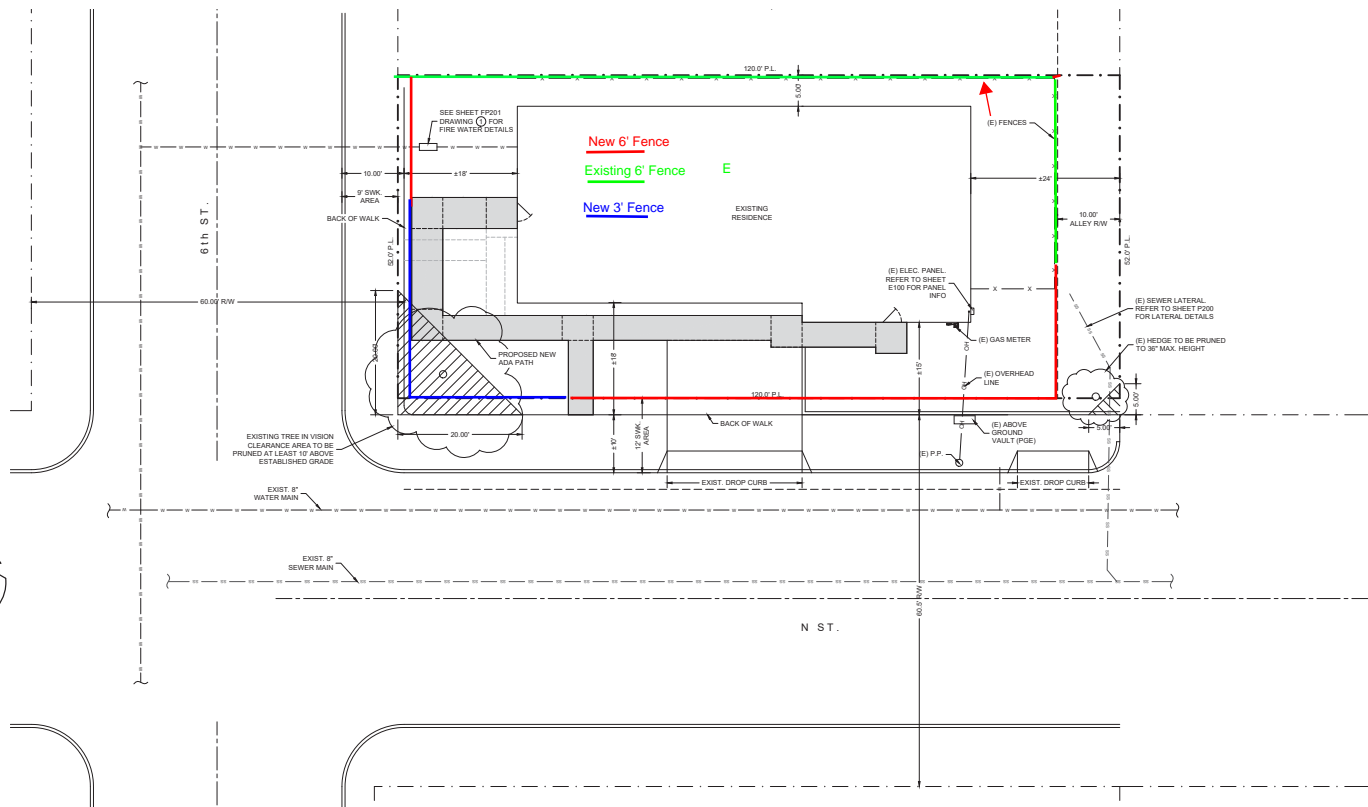 120.0' P.L.
5.00'
SEE SHEET FP201
DRAWING 1 FOR
FIRE WATER DETAILS
(E) FENCES
New 6' Fence
Existing 6' Fence E
New 3' Fence
10.00'
±18'
±24'
9' SWK.
AREA
EXISTING
RESIDENCE
10.00'
ALLEY R/W
BACK OF WALK
6th ST.
52.0' P.L.
52.0' P.L.
(E) ELEC. PANEL.
REFER TO SHEET
E100 FOR PANEL
INFO
60.00' R/W
(E) SEWER LATERAL.
REFER TO SHEET P200
FOR LATERAL DETAILS
(E) GAS METER
(E) HEDGE TO BE PRUNED
TO 36" MAX. HEIGHT
20.00'
PROPOSED NEW
ADA PATH
±18'
±15'
OH
(E) OVERHEAD
LINE
OH
120.0' P.L.
5.00'
BACK OF WALK
OH
(E) ABOVE
GROUND
VAULT (PGE)
20.00'
±10'
12' SWK.
AREA
5.00'
EXISTING TREE IN VISION
CLEARANCE AREA TO BE
PRUNED AT LEAST 10' ABOVE
ESTABLISHED GRADE
(E) P.P.
EXIST. DROP CURB
EXIST. DROP CURB
EXIST. 8"
WATER MAIN
EXIST. 8"
SEWER MAIN
60.5' R/W
N ST.